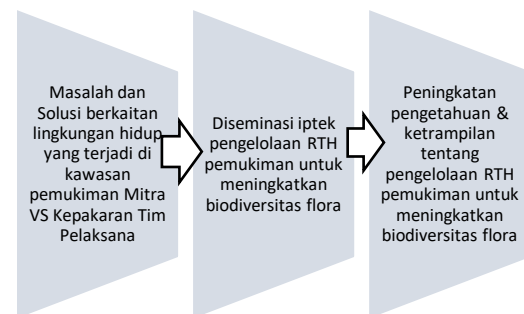 Masalah dan
Solusi berkaitan
lingkungan hidup
yang terjadi di
kawasan
pemukiman Mitra
VS Kepakaran Tim
Pelaksana
Diseminasi iptek
pengelolaan RTH
pemukiman untuk
meningkatkan
biodiversitas flora
Peningkatan
pengetahuan &
ketrampilan
tentang
pengelolaan RTH
pemukiman untuk
meningkatkan
biodiversitas flora